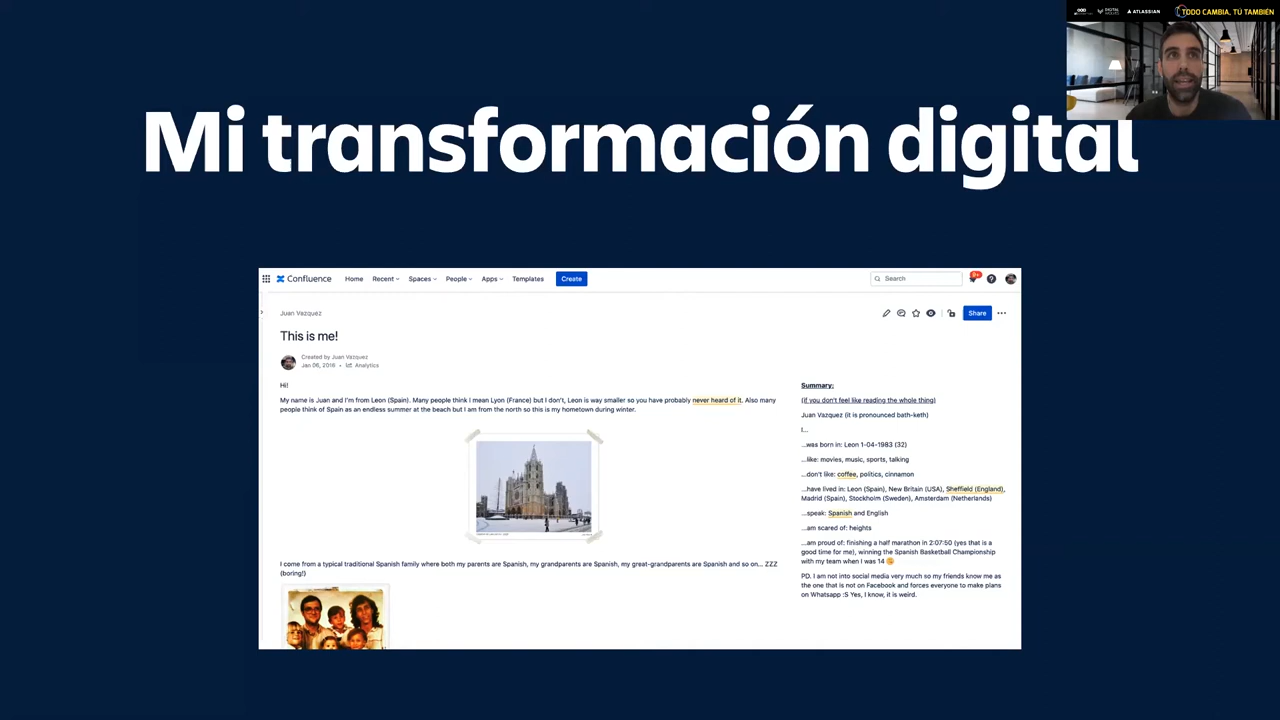 ATLASSIAN
TODO CAMBIA, TÚ TAMBIÉN
Mi transformación digital
Confluence
Home
Recent
Spaces
People
Apps
Templates
Create
Search
9+
Juan Vazquez
Share
This is me!
Created by Juan Vazquez
Jan 06, 2016 • Analytics
Hi!
My name is Juan and I'm from Leon (Spain). Many people think I mean Lyon (France) but I don't, Leon is way smaller so you have probably never heard of it. Also many
people think of Spain as an endless summer at the beach but I am from the north so this is my hometown during winter.
I come from a typical traditional Spanish family where both my parents are Spanish, my grandparents are Spanish, my great-grandparents are Spanish and so on... ZZZ
(boring!)
Summary:
(if you don't feel like reading the whole thing)
Juan Vazquez (it is pronounced bath-keth)
I...
...was born in: Leon 1-04-1983 (32)
...like: movies, music, sports, talking
...don't like: coffee, politics, cinnamon
...have lived in: Leon (Spain), New Britain (USA), Sheffield (England),
Madrid (Spain), Stockholm (Sweden), Amsterdam (Netherlands)
...speak: Spanish and English
...am scared of: heights
...am proud of: finishing a half marathon in 2:07:50 (yes that is a
good time for me), winning the Spanish Basketball Championship
with my team when I was 14 😘
PD. I am not into social media very much so my friends know me as
the one that is not on Facebook and forces everyone to make plans
on Whatsapp :S Yes, I know, it is weird.